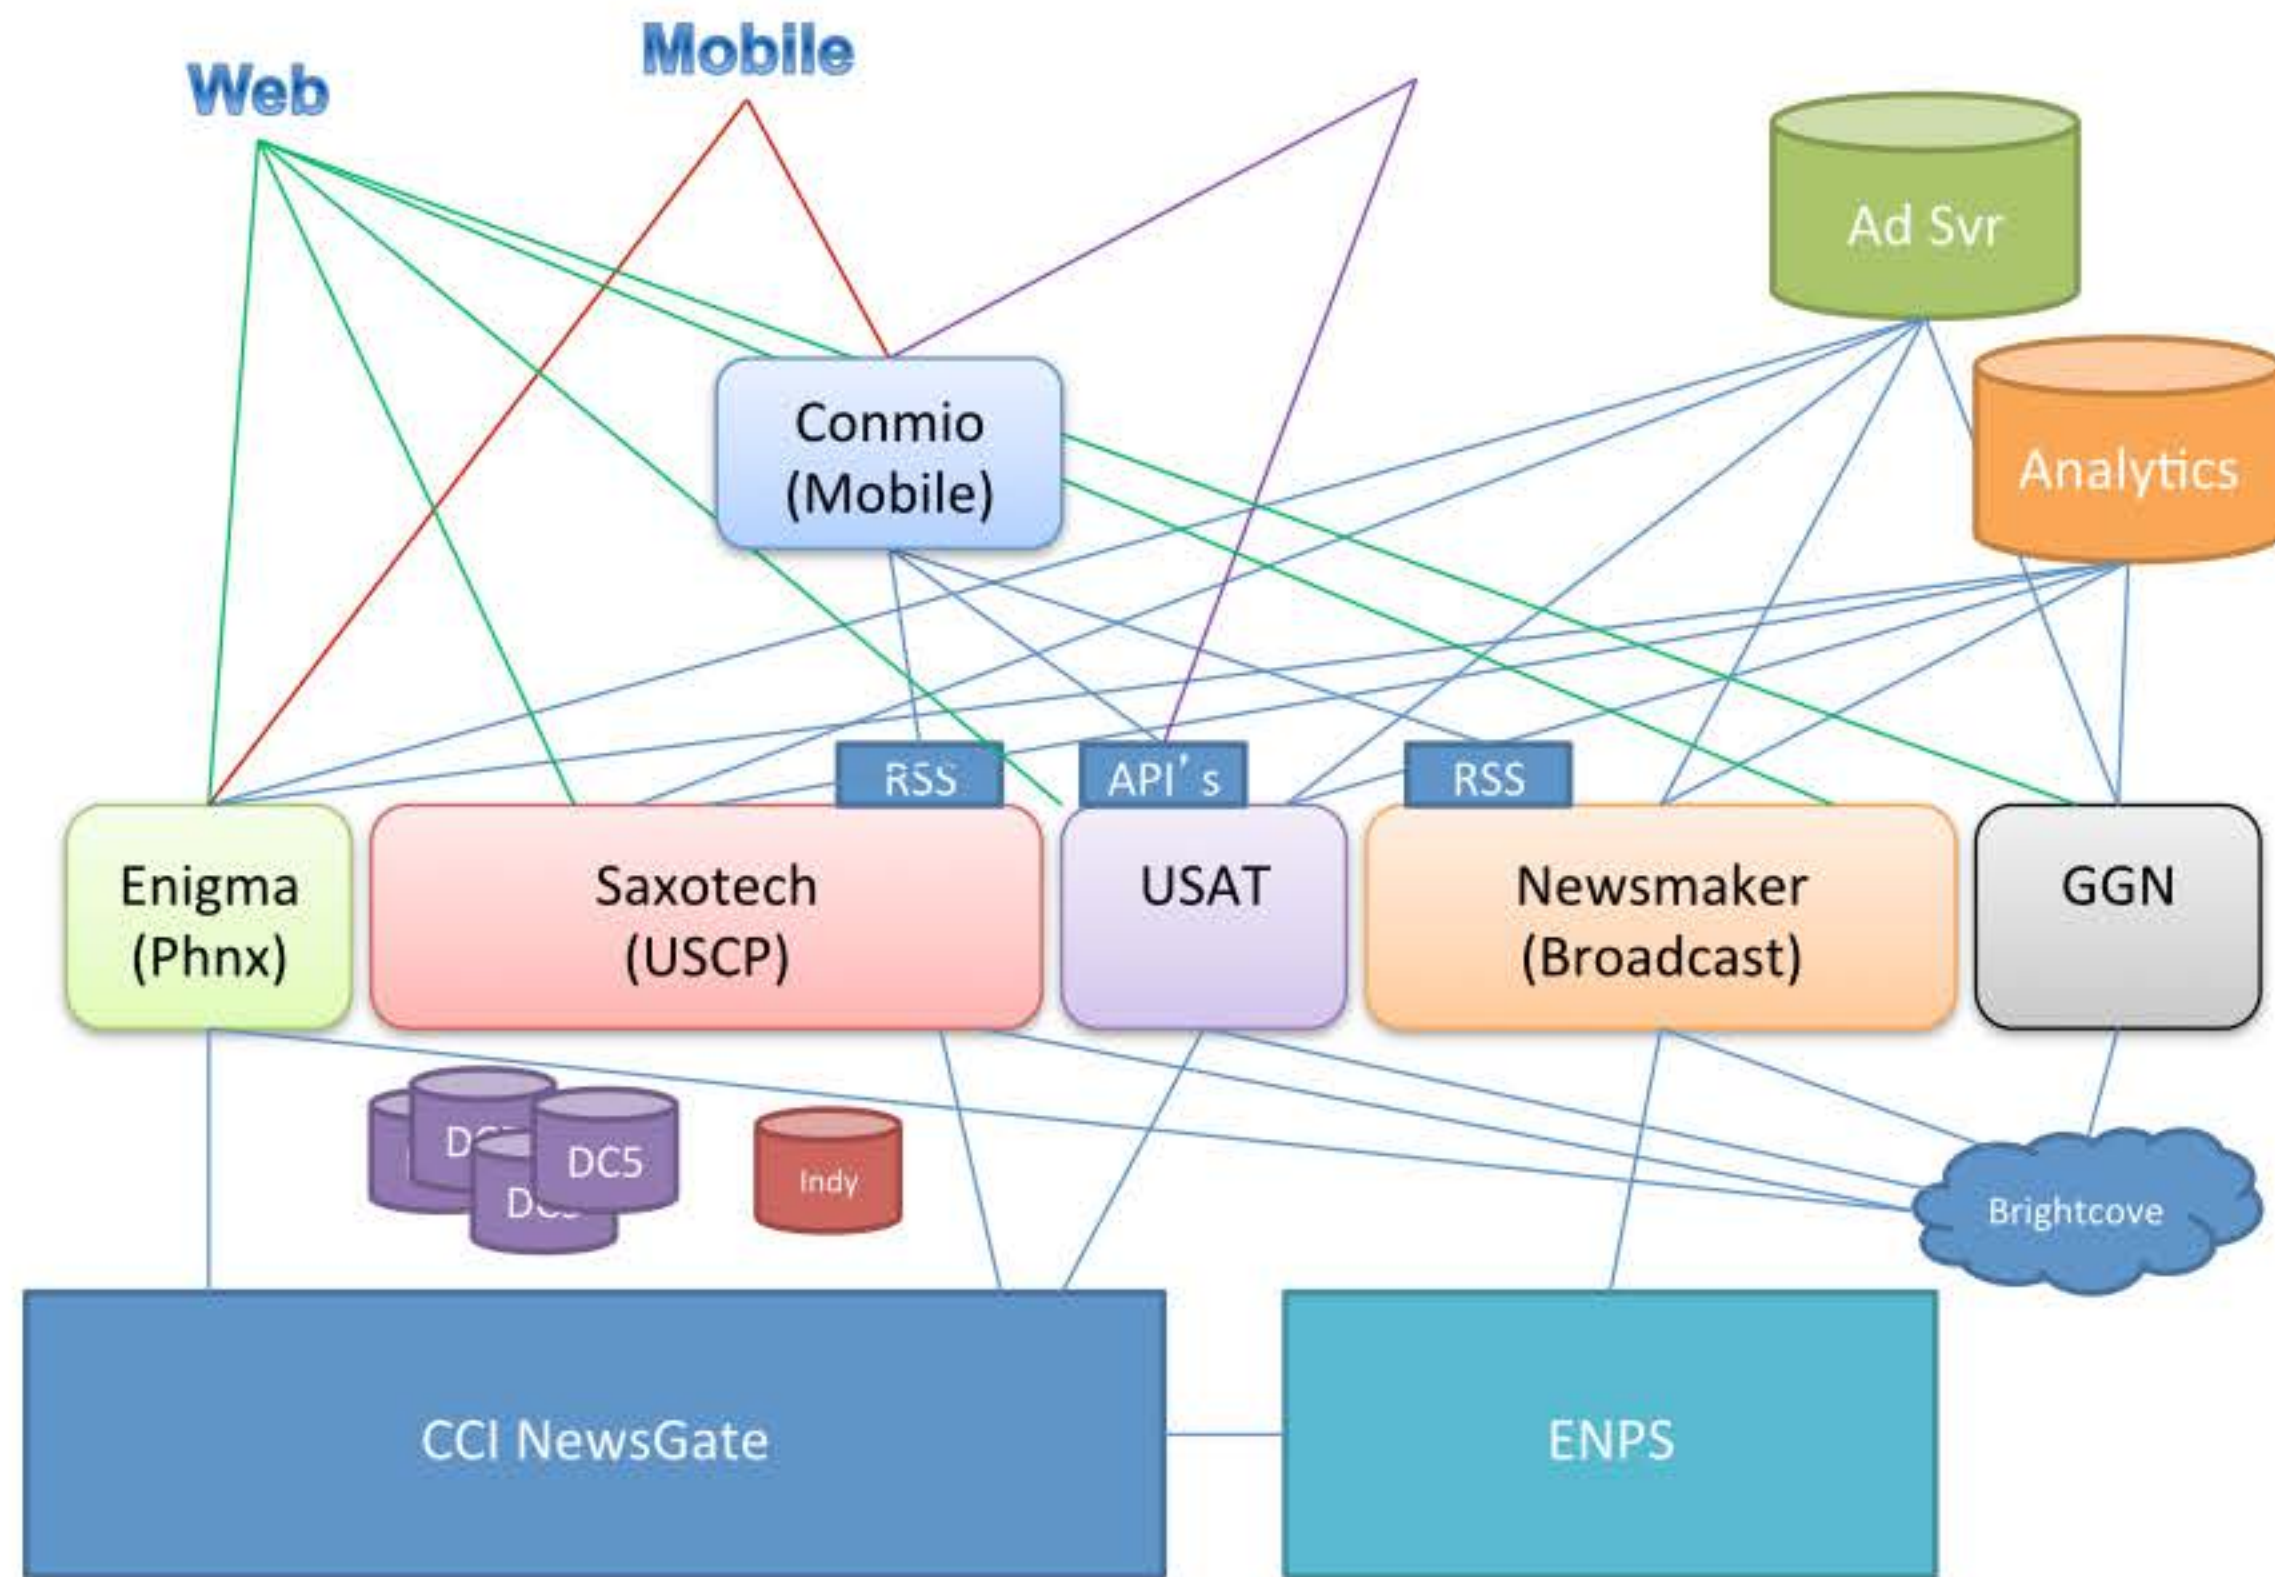 Web
Mobile
Ad Svr
Conmio
(Mobile)
Analytics
RSS
API's
RSS
Enigma
(Phnx)
Saxotech
(USCP)
USAT
Newsmaker
(Broadcast)
GGN
DC5
Indy
Brightcove
CCI NewsGate
ENPS